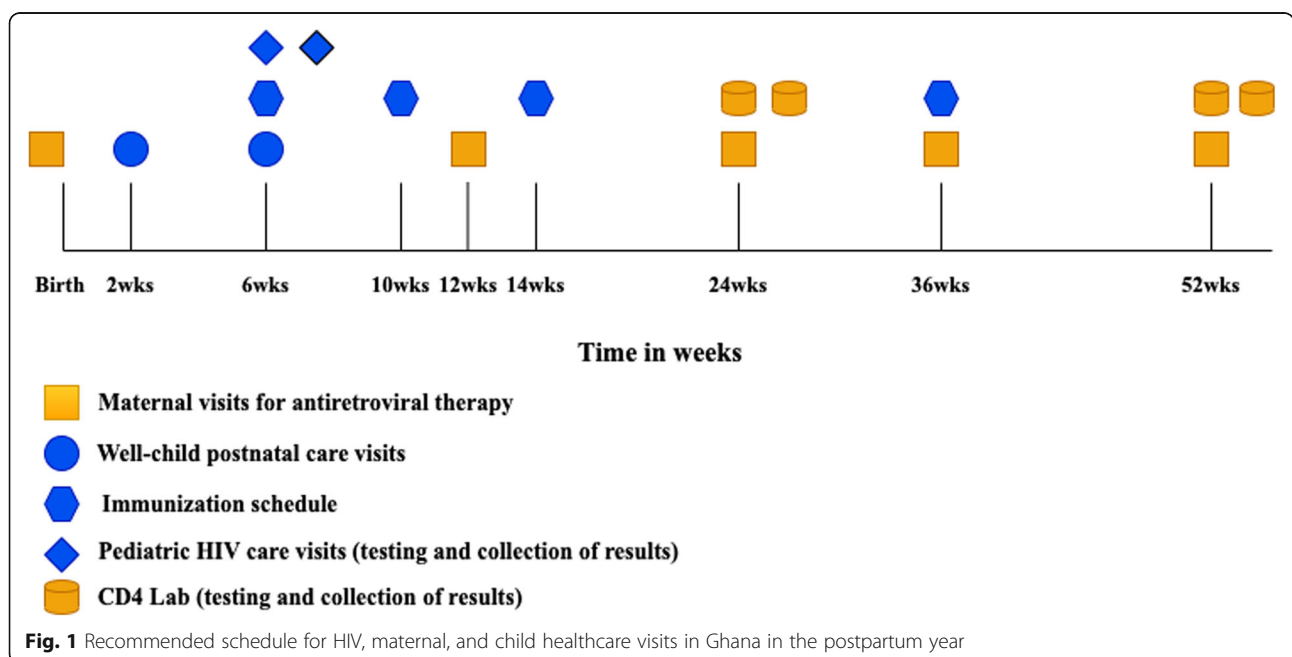 Birth 2wks 6wks 10wks 12wks 14wks 24wks 36wks 52wks
Time in weeks
Maternal visits for antiretroviral therapy
Well-child postnatal care visits
Immunization schedule
Pediatric HIV care visits (testing and collection of results)
CD4 Lab (testing and collection of results)
Fig. 1 Recommended schedule for HIV, maternal, and child healthcare visits in Ghana in the postpartum year